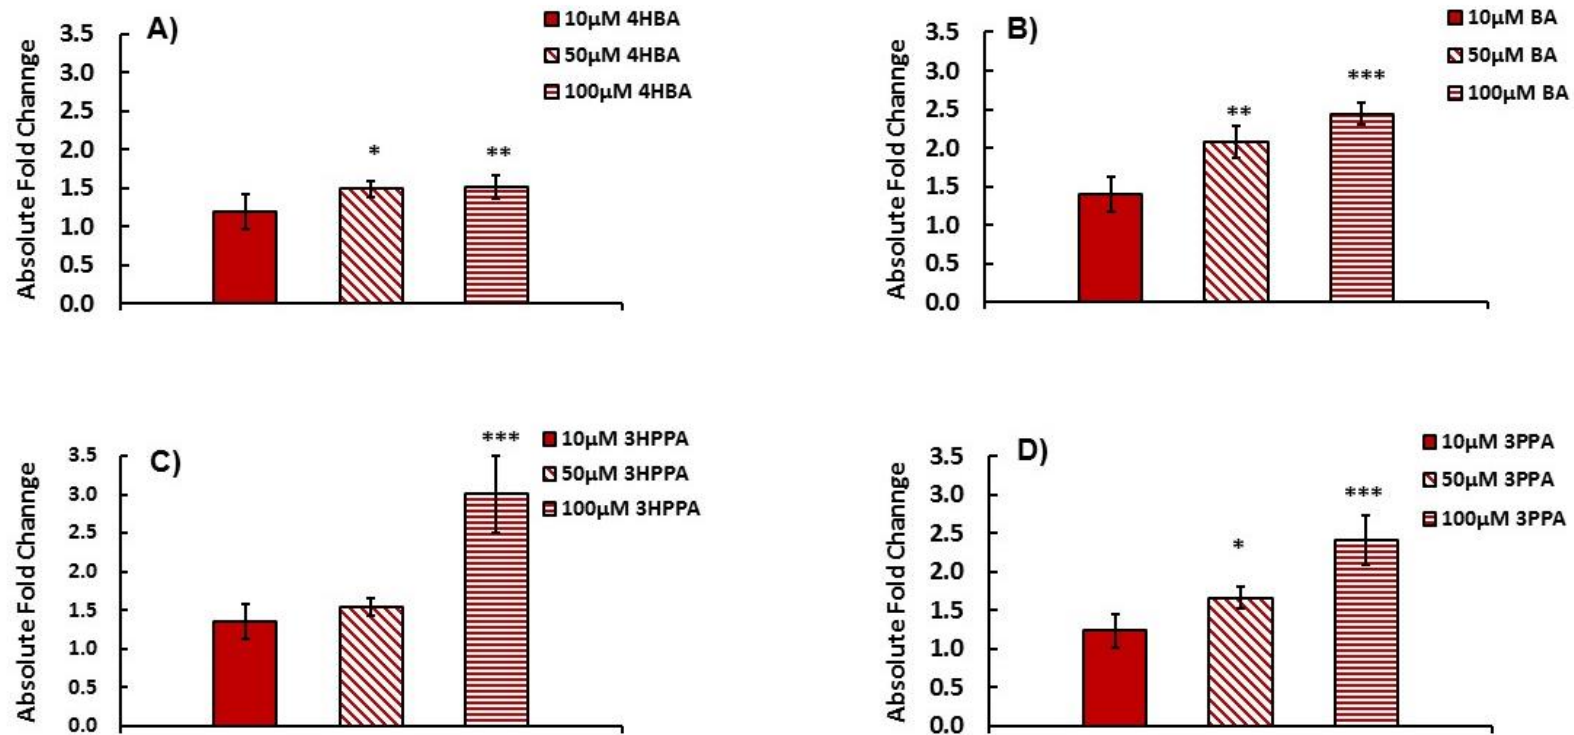 A)
10µM 4HBA
50µM 4HBA
100µM 4HBA
Absolute Fold Channge
3.5
3.0
2.5
2.0
1.5
1.0
0.5
0.0
*
**
B)
10µM BA
50µM BA
100µM BA
Absolute Fold Channge
3.5
3.0
2.5
2.0
1.5
1.0
0.5
0.0
**
***
C)
10µM 3HPPA
50µM 3HPPA
100µM 3HPPA
Absolute Fold Channge
3.5
3.0
2.5
2.0
1.5
1.0
0.5
0.0
***
D)
10µM 3PPA
50µM 3PPA
100µM 3PPA
Absolute Fold Channge
3.5
3.0
2.5
2.0
1.5
1.0
0.5
0.0
*
***